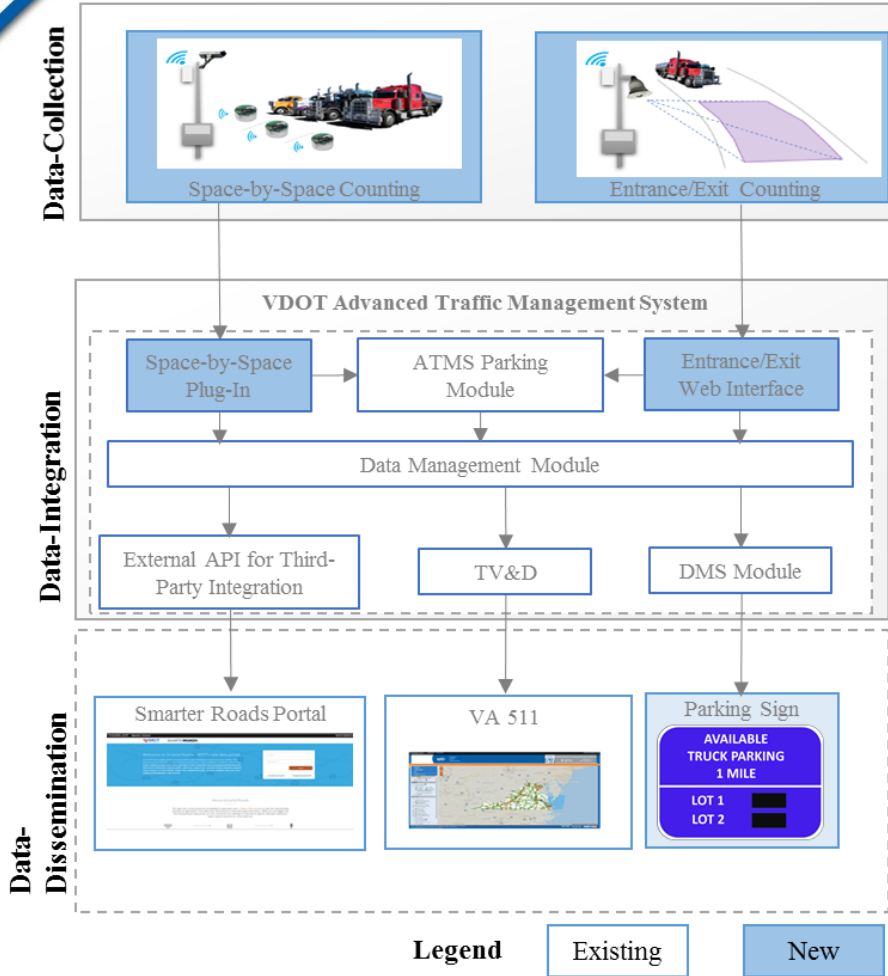 Data-Collection
Space-by-Space Counting
Entrance/Exit Counting
Data-Integration
VDOT Advanced Traffic Management System
Space-by-Space
Plug-In
ATMS Parking
Module
Entrance/Exit
Web Interface
Data Management Module
External API for Third-
Party Integration
TV&D
DMS Module
Data-
Dissemination
Smarter Roads Portal
VA 511
Parking Sign
AVAILABLE
TRUCK PARKING
1 MILE
LOT 1
LOT 2
Legend
Existing
New